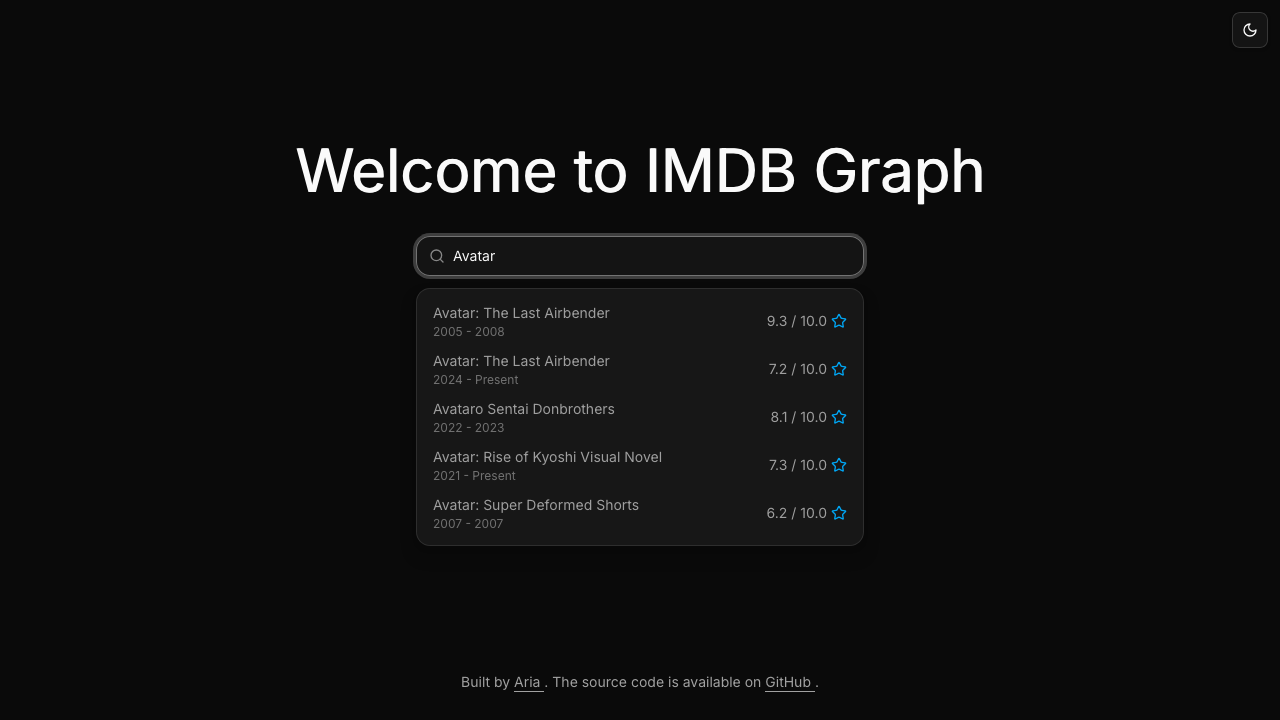 Welcome to IMDB Graph
Avatar
Avatar: The Last Airbender
2005 - 2008
9.3 / 10.0
Avatar: The Last Airbender
2024 - Present
7.2 / 10.0
Avataro Sentai Donbrothers
2022 - 2023
8.1 / 10.0
Avatar: Rise of Kyoshi Visual Novel
2021 - Present
7.3 / 10.0
Avatar: Super Deformed Shorts
2007 - 2007
6.2 / 10.0
Built by Aria . The source code is available on GitHub .